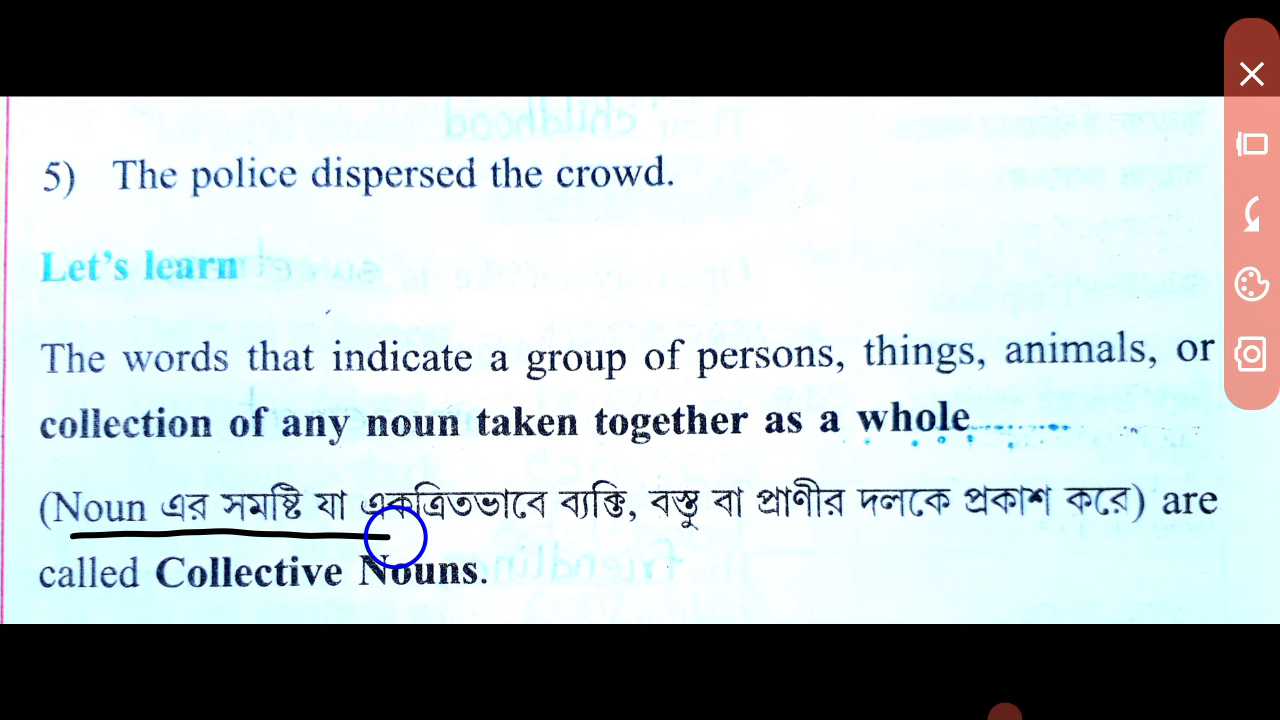 5) The police dispersed the crowd.
Let's learn
The words that indicate a group of persons, things, animals, or
collection of any noun taken together as a whole
(Noun এর সমষ্টি যা একত্রিতভাবে ব্যক্তি, বস্তু বা প্রাণীর দলকে প্রকাশ করে) are
called Collective Nouns.